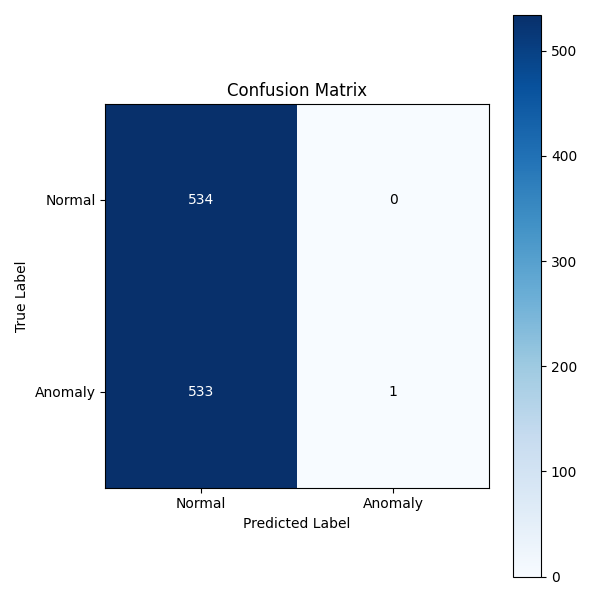 Confusion Matrix
True Label
Normal
534
0
Anomaly
533
1
Normal
Anomaly
Predicted Label
500
400
300
200
100
0